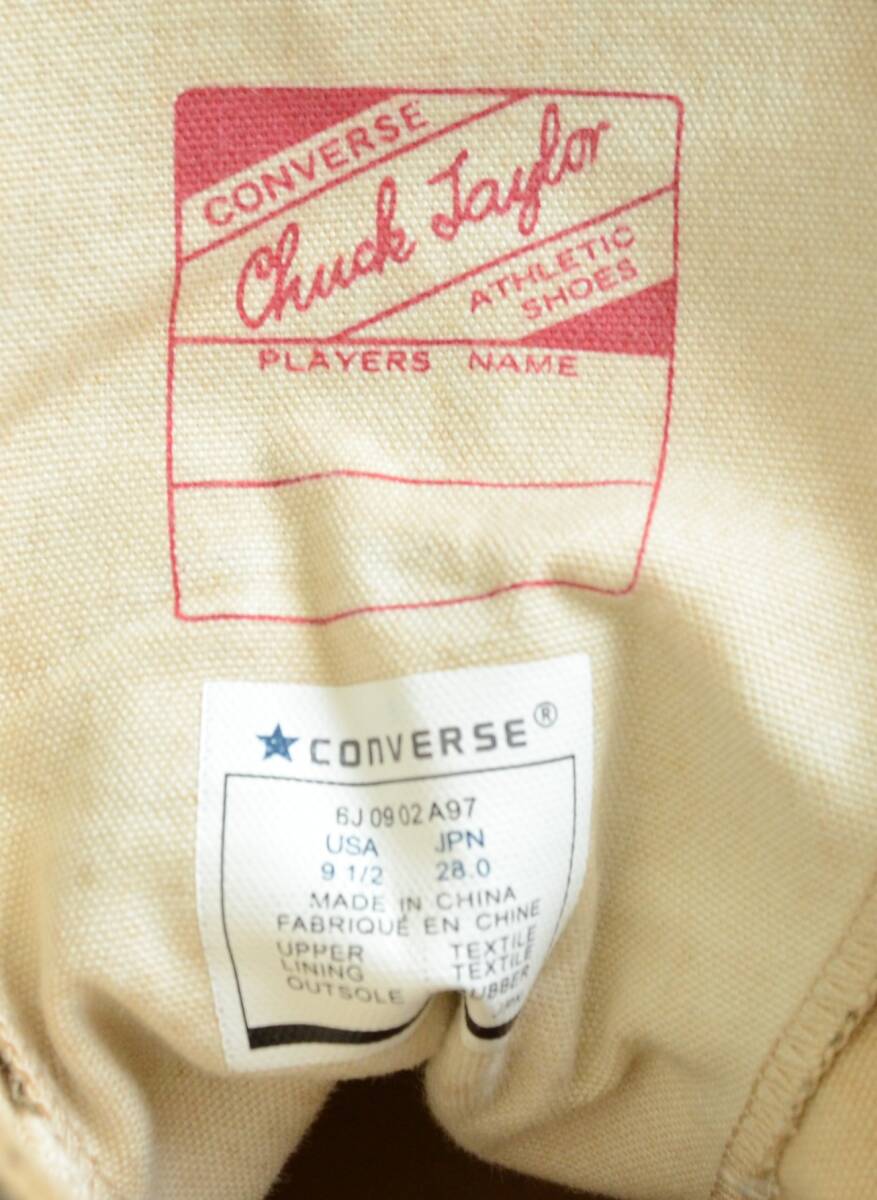 CONVERSE
Chuck Taylor
ATHLETIC
SHOES
PLAYERS NAME
★CONVERSE®
6J 09 02 A97
USA JPN
9 1/2 28.0
MADE IN CHINA
FABRIQUÉ EN CHINE
UPPER TEXTILE
LINING TEXTILE
OUTSOLE UBBER